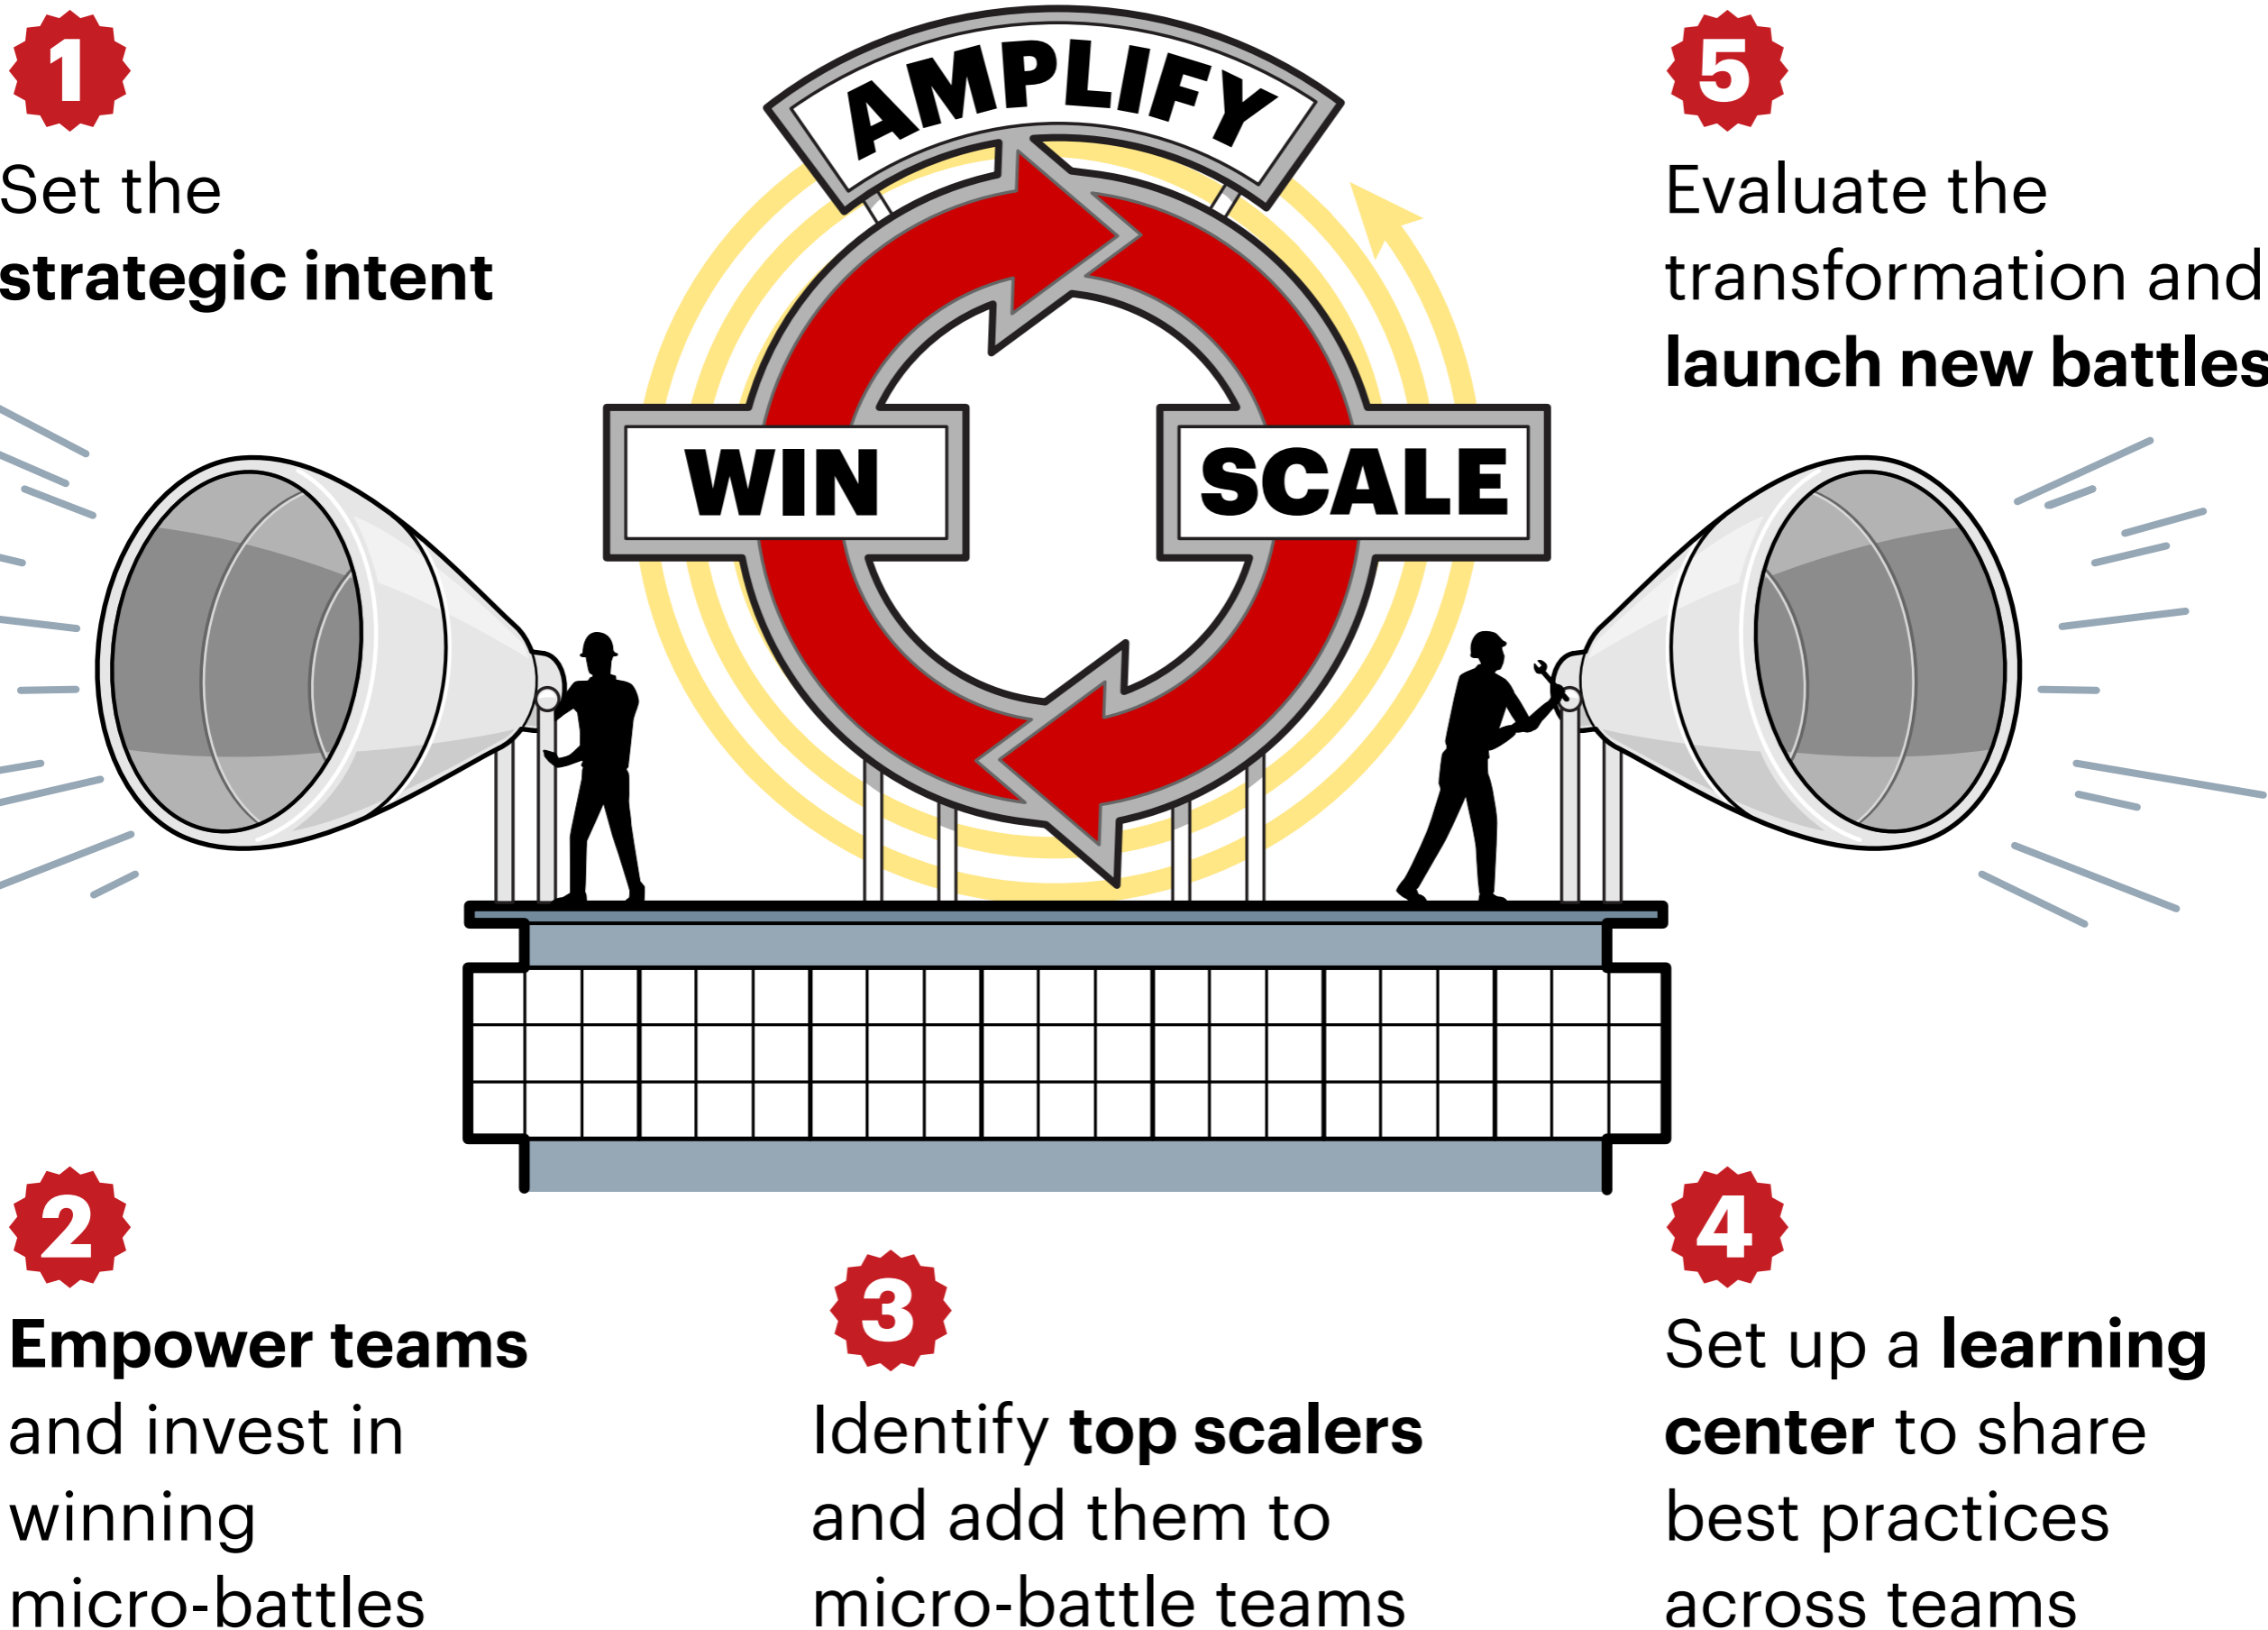 1
Set the
strategic intent
AMPLIFY
WIN
SCALE
2
Empower teams
and invest in
winning
micro-battles
3
Identify top scalers
and add them to
micro-battle teams
4
Set up a learning
center to share
best practices
across teams
5
Evaluate the
transformation and
launch new battles